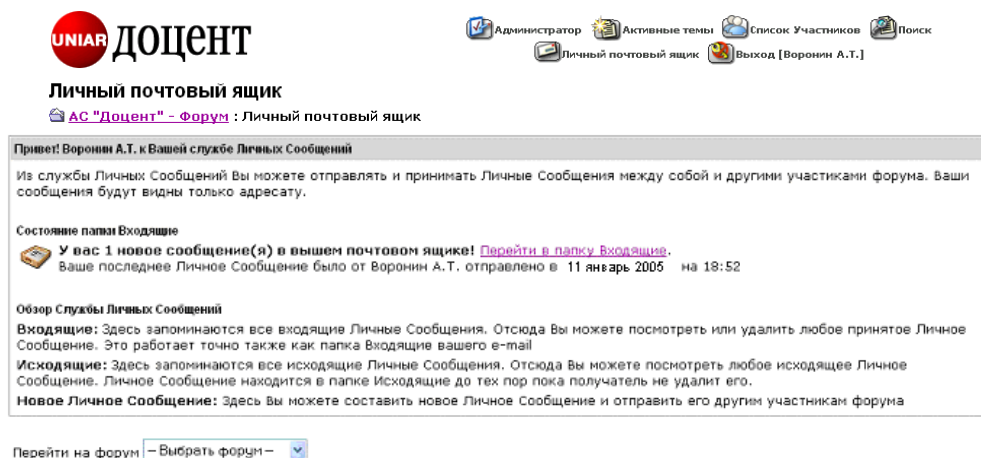 UNIAR ДОЦЕНТ
Администратор Активные темы Список Участников Поиск
Личный почтовый ящик Выход [Воронин А.Т.]
Личный почтовый ящик
АС "Доцент" - Форум : Личный почтовый ящик
Привет! Воронин А.Т. к Вашей службе Личных Сообщений
Из службы Личных Сообщений Вы можете отправлять и принимать Личные Сообщения между собой и другими участиками форума. Ваши
сообщения будут видны только адресату.
Состояние папки Входящие
У вас 1 новое сообщение(я) в вышем почтовом ящике! Перейти в папку Входящие.
Ваше последнее Личное Сообщение было от Воронин А.Т. отправлено в 11 январь 2005 на 18:52
Обзор Службы Личных Сообщений
Входящие: Здесь запоминаются все входящие Личные Сообщения. Отсюда Вы можете посмотреть или удалить любое принятое Личное
Сообщение. Это работает точно также как папка Входящие вашего e-mail
Исходящие: Здесь запоминаются все исходящие Личные Сообщения. Отсюда Вы можете посмотреть любое исходящее Личное
Сообщение. Личное Сообщение находится в папке Исходящие до тех пор пока получатель не удалит его.
Новое Личное Сообщение: Здесь Вы можете составить новое Личное Сообщение и отправить его другим участникам форума
Перейти на форум -- Выбрать форум --